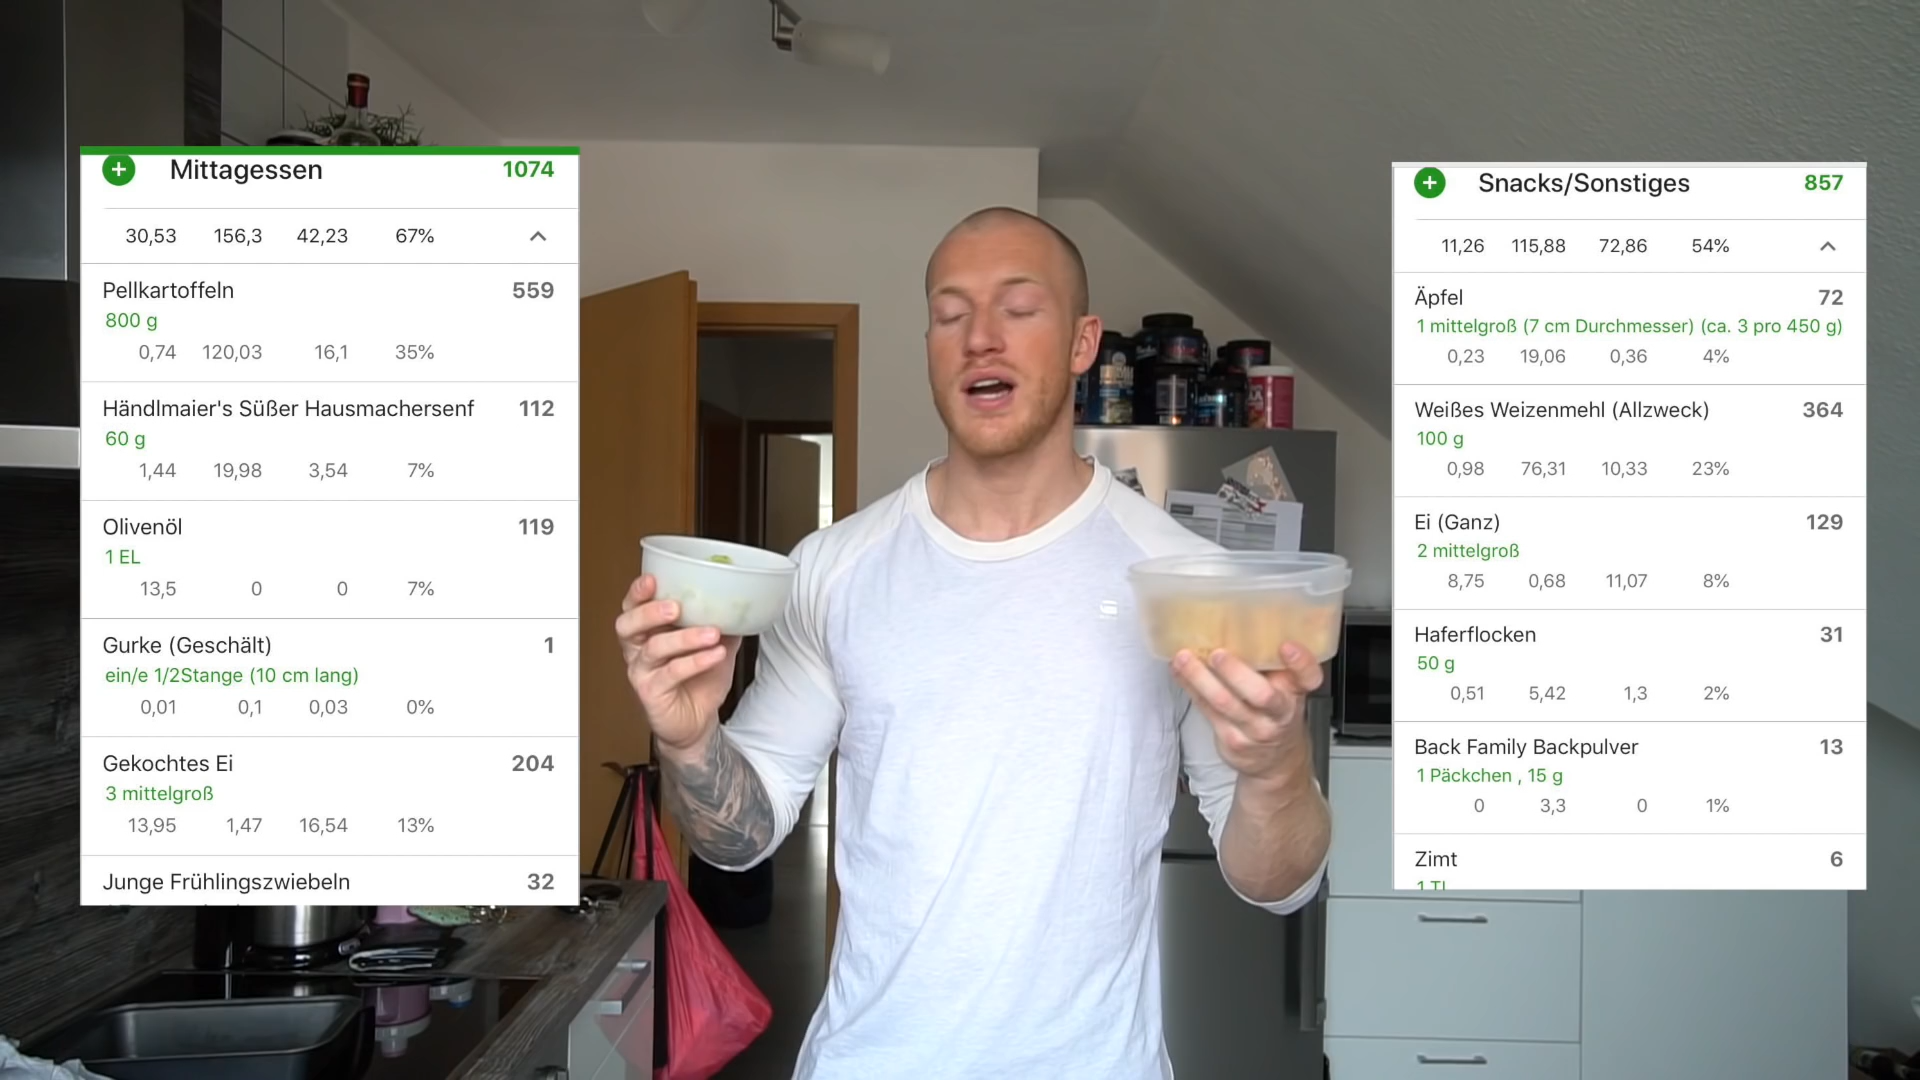 Mittagessen 1074
30,53 156,3 42,23 67%
Pellkartoffeln 559
800 g
0,74 120,03 16,1 35%
Händlmaier's Süßer Hausmachersenf 112
60 g
1,44 19,98 3,54 7%
Olivenöl 119
1 EL
13,5 0 0 7%
Gurke (Geschält) 1
ein/e 1/2Stange (10 cm lang)
0,01 0,1 0,03 0%
Gekochtes Ei 204
3 mittelgroß
13,95 1,47 16,54 13%
Junge Frühlingszwiebeln 32
Snacks/Sonstiges 857
11,26 115,88 72,86 54%
Äpfel 72
1 mittelgroß (7 cm Durchmesser) (ca. 3 pro 450 g)
0,23 19,06 0,36 4%
Weißes Weizenmehl (Allzweck) 364
100 g
0,98 76,31 10,33 23%
Ei (Ganz) 129
2 mittelgroß
8,75 0,68 11,07 8%
Haferflocken 31
50 g
0,51 5,42 1,3 2%
Back Family Backpulver 13
1 Päckchen , 15 g
0 3,3 0 1%
Zimt 6
1 TL